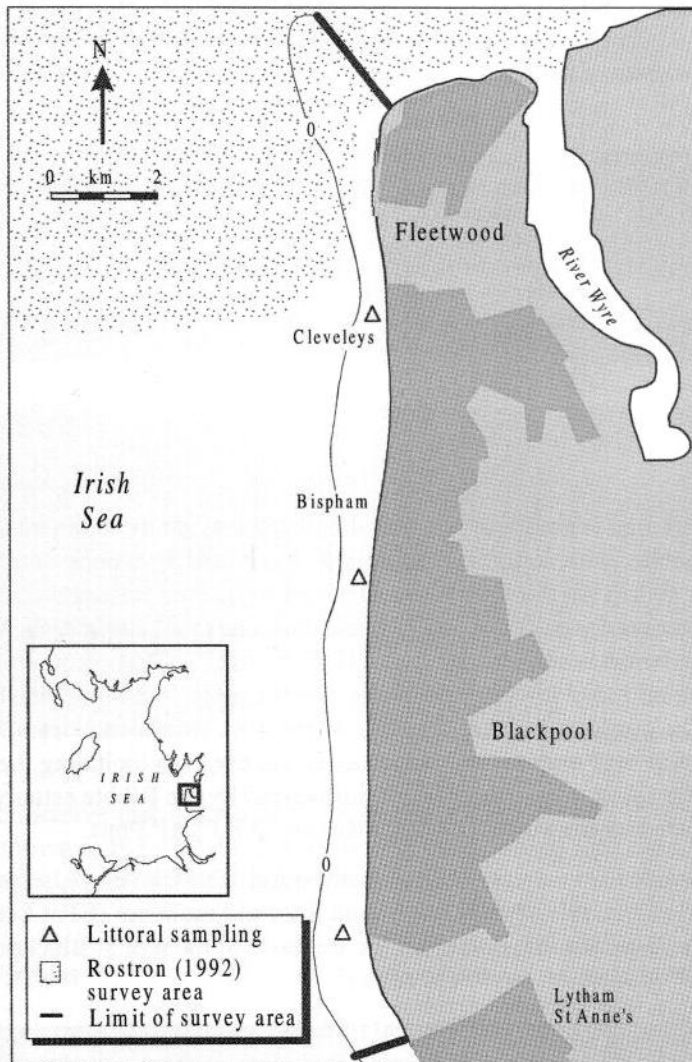 N
0 km 2
0
Fleetwood
River Wyre
Cleveleys
Irish
Sea
Bispham
Blackpool
IRISH
SEA
0
Littoral sampling
Rostron (1992)
survey area
Limit of survey area
Lytham
St Anne's